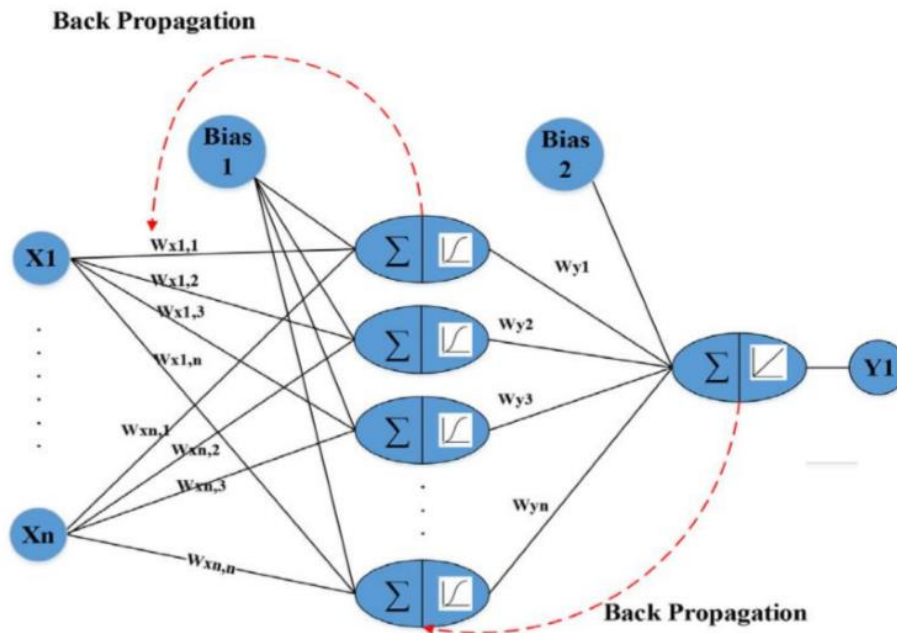 Back Propagation
Bias
1
Bias
2
X1
Wx1,1
Wx1,2
Wx1,3
Wx1,n
Wxn,1
Wxn,2
Wxn,3
Wxn,n
Xn
∑
∑
∑
∑
Wy1
Wy2
Wy3
Wyn
∑
Y1
Back Propagation